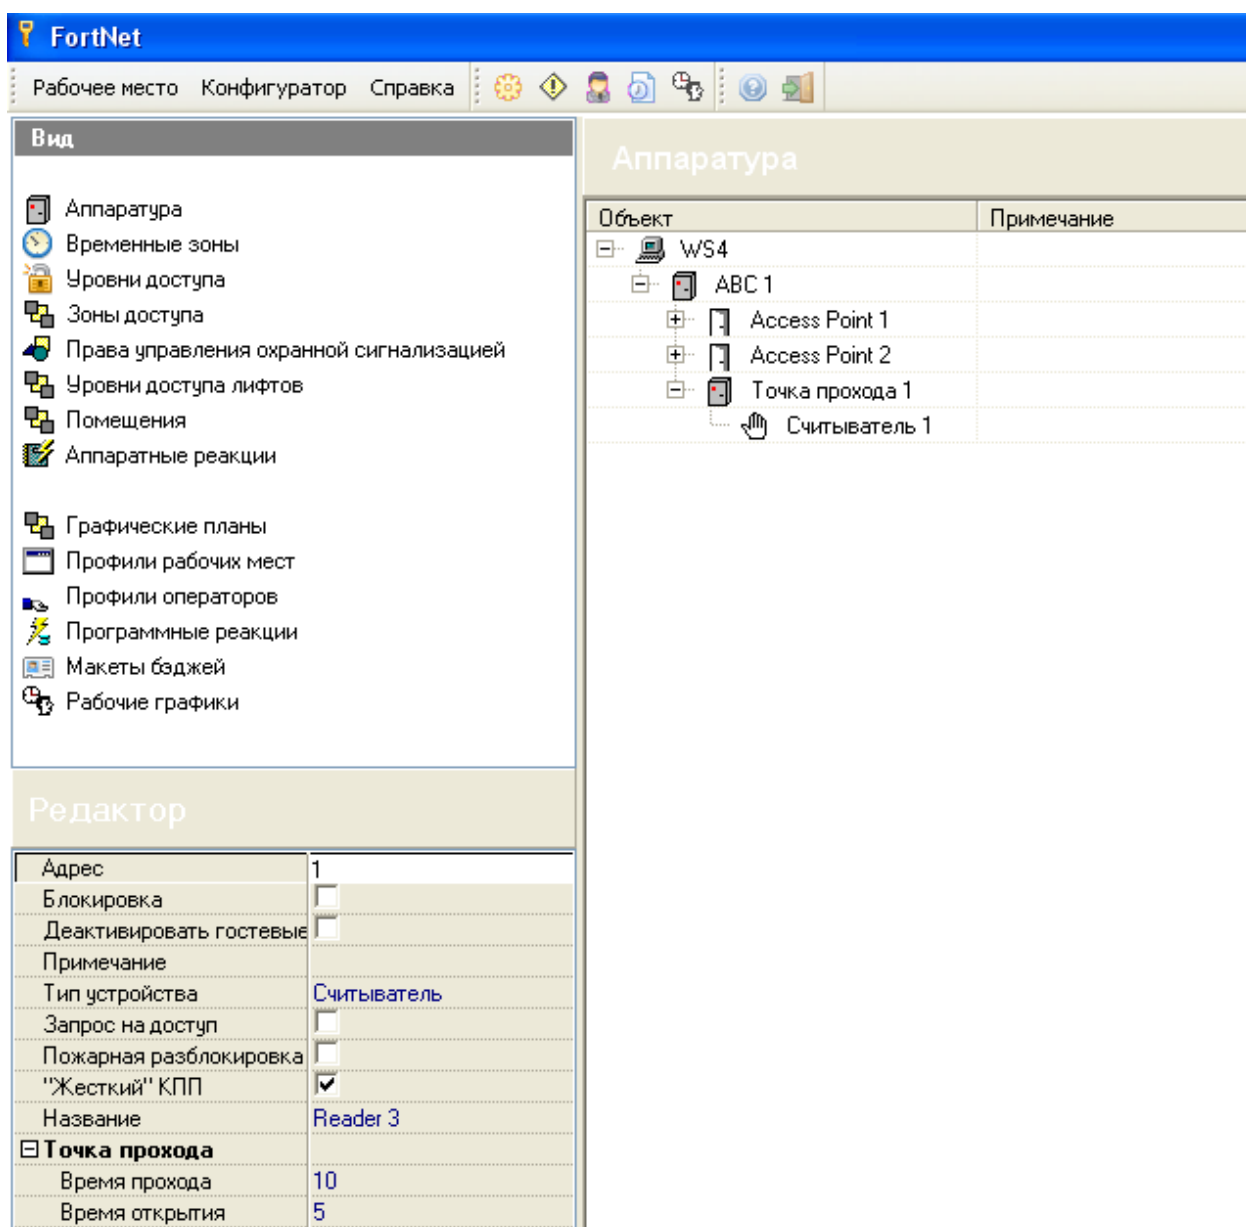 FortNet
Рабочее место Конфигуратор Справка
Вид
Аппаратура
Временные зоны
Уровни доступа
Зоны доступа
Права управления охранной сигнализацией
Уровни доступа лифтов
Помещения
Аппаратные реакции
Графические планы
Профили рабочих мест
Профили операторов
Программные реакции
Макеты бэджей
Рабочие графики
Редактор
Адрес 1
Блокировка
Деактивировать гостевые
Примечание
Тип устройства Считыватель
Запрос на доступ
Пожарная разблокировка
"Жесткий" КПП
Название Reader 3
Точка прохода
Время прохода 10
Время открытия 5
Аппаратура
Объект Примечание
WS4
ABC 1
Access Point 1
Access Point 2
Точка прохода 1
Считыватель 1